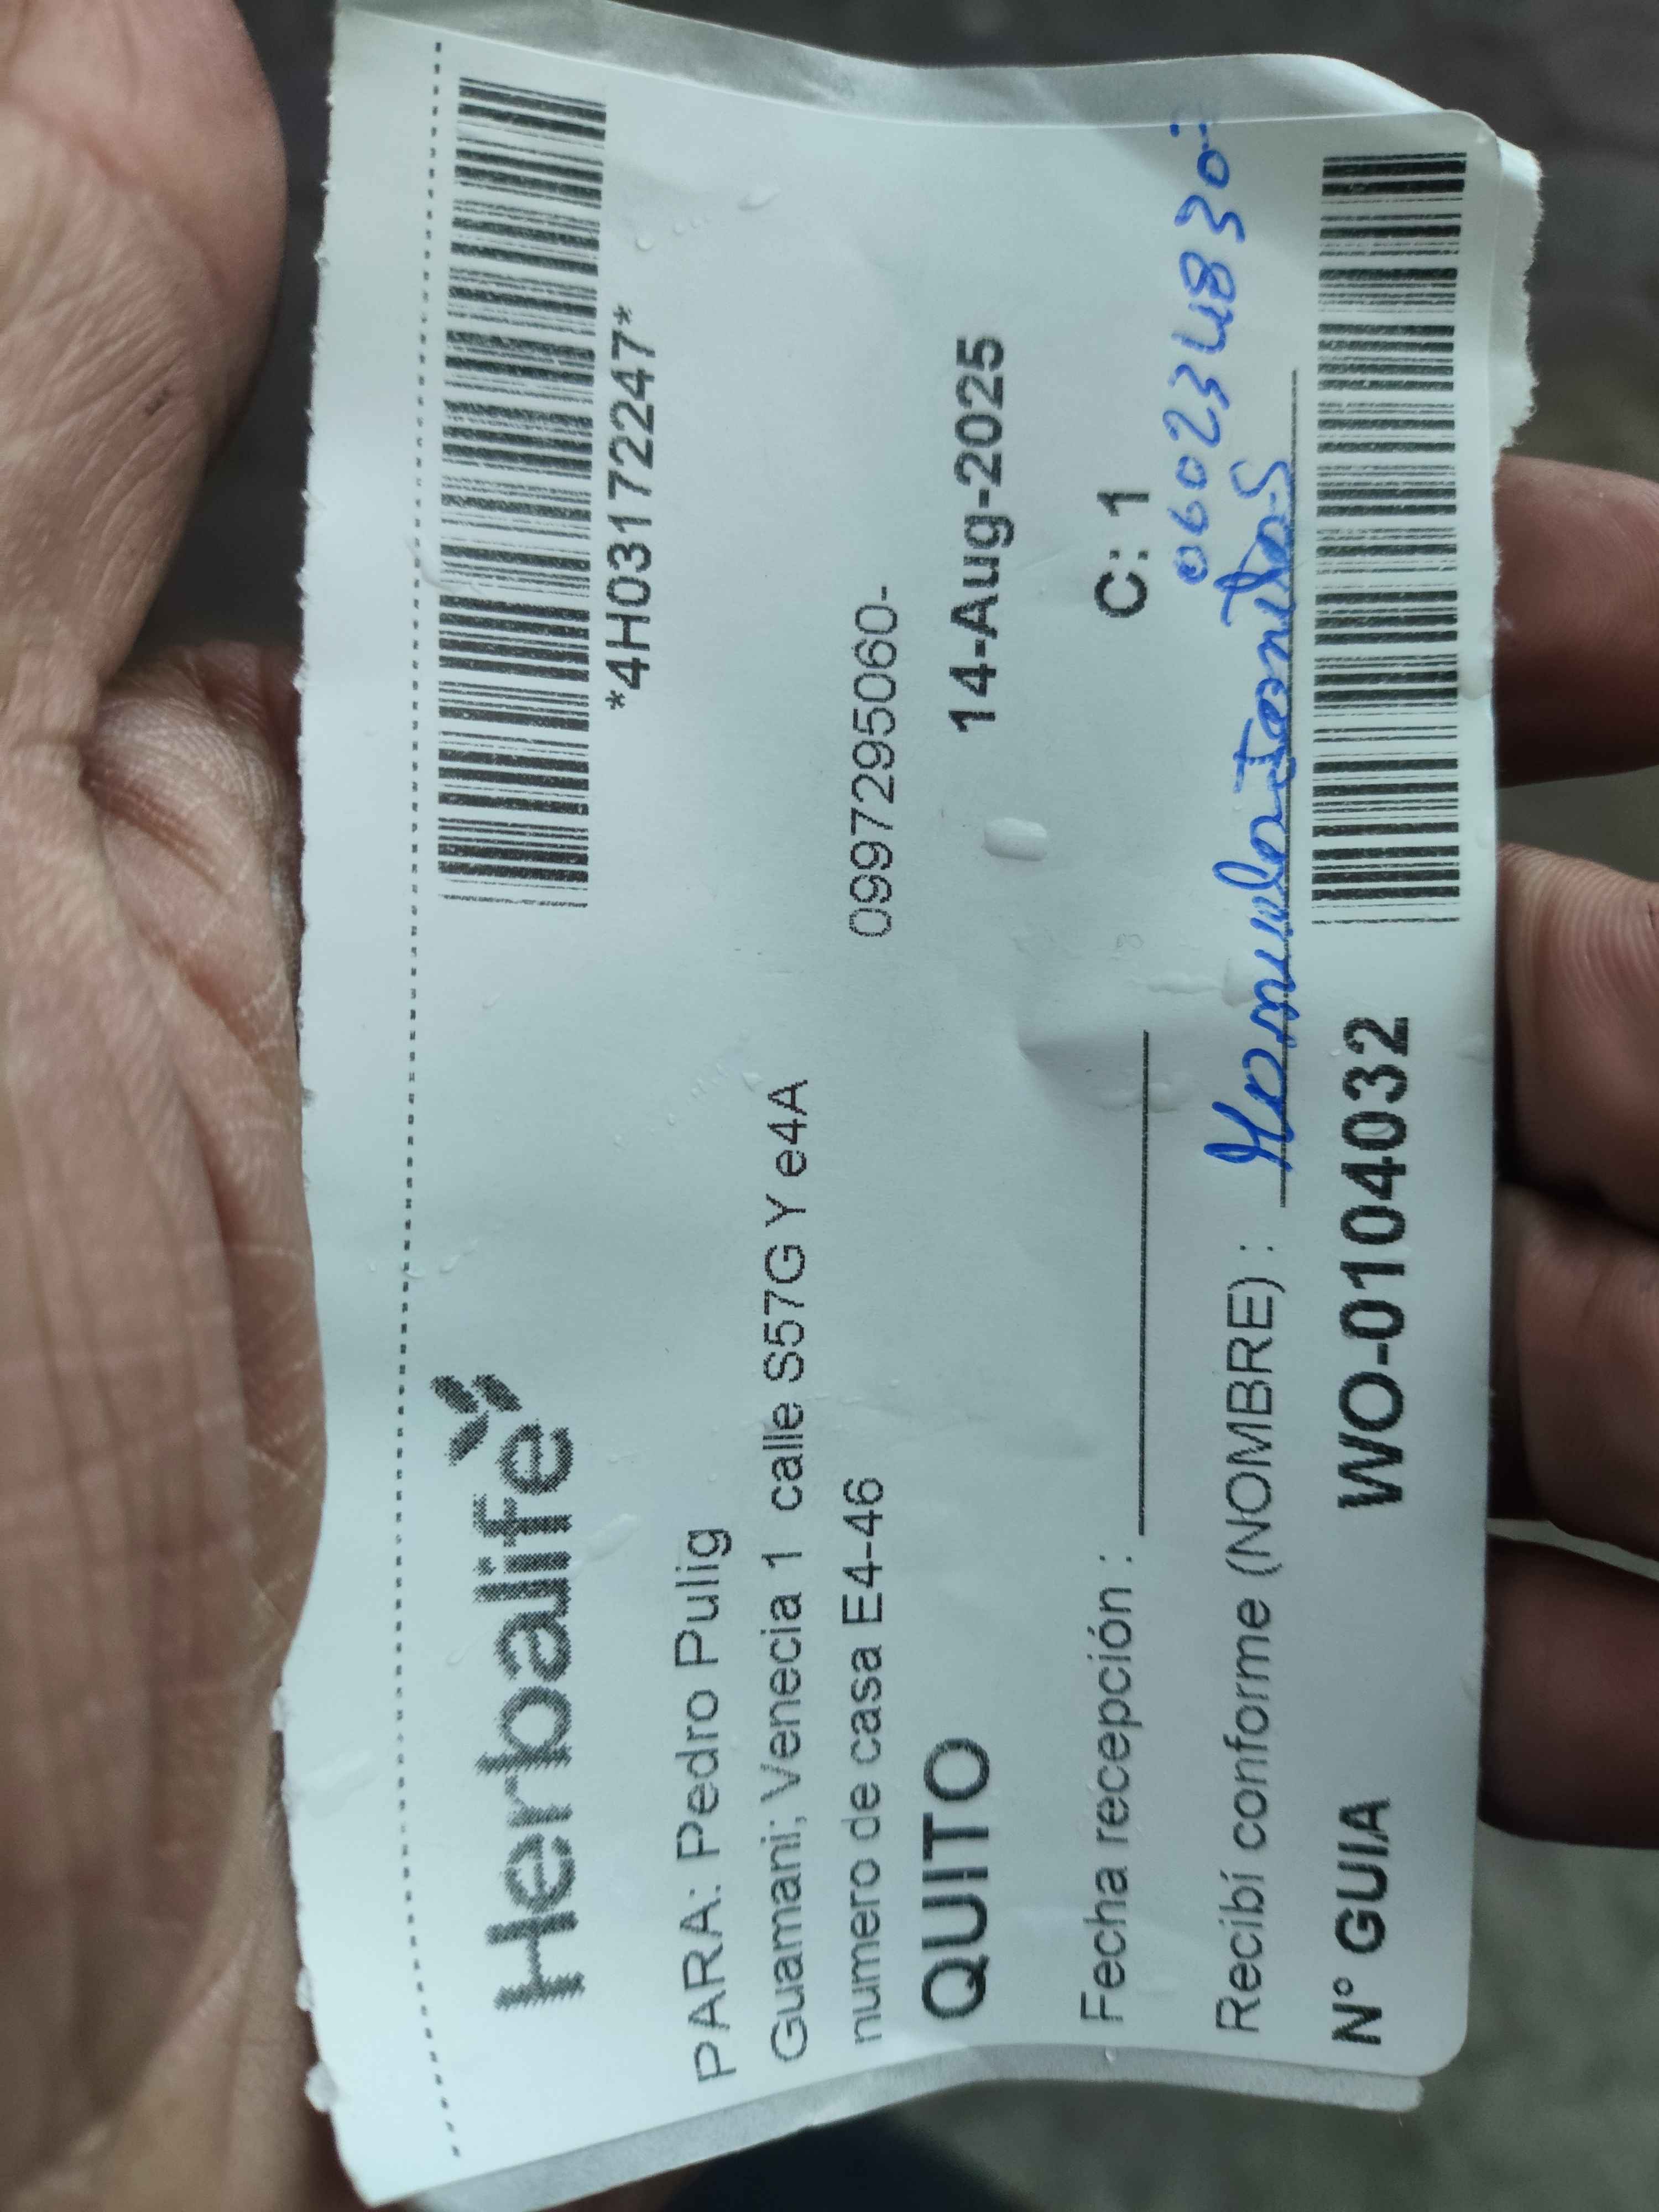 Herbalife
*4H03172247*
PARA: Pedro Pulig
Guamani; Venecia 1 calle S57G Y e4A
numero de casa E4-46 0997295060-
QUITO 14-Aug-2025
Fecha recepción : C: 1
Recibí conforme (NOMBRE) :
N° GUIA WO-0104032